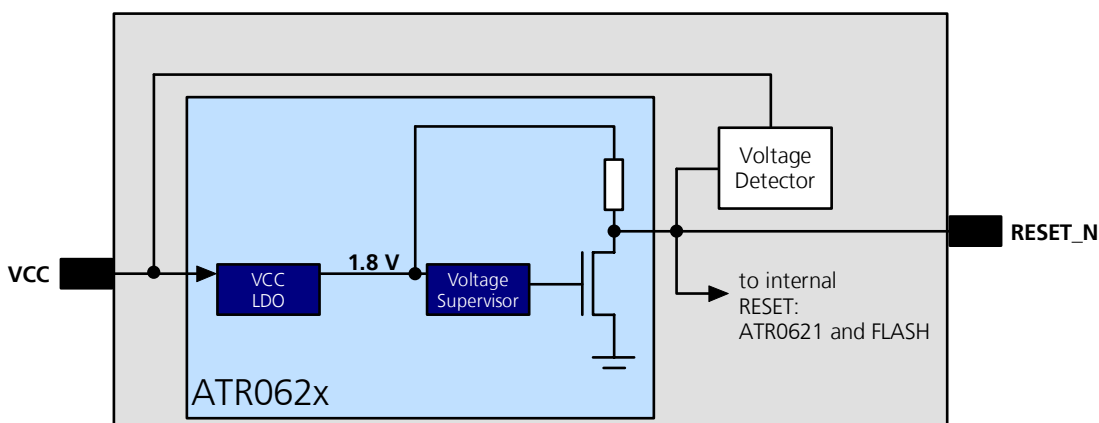 Voltage
Detector
RESET_N
VCC
1.8 V
VCC
LDO
Voltage
Supervisor
to internal
RESET:
ATR0621 and FLASH
ATR062x